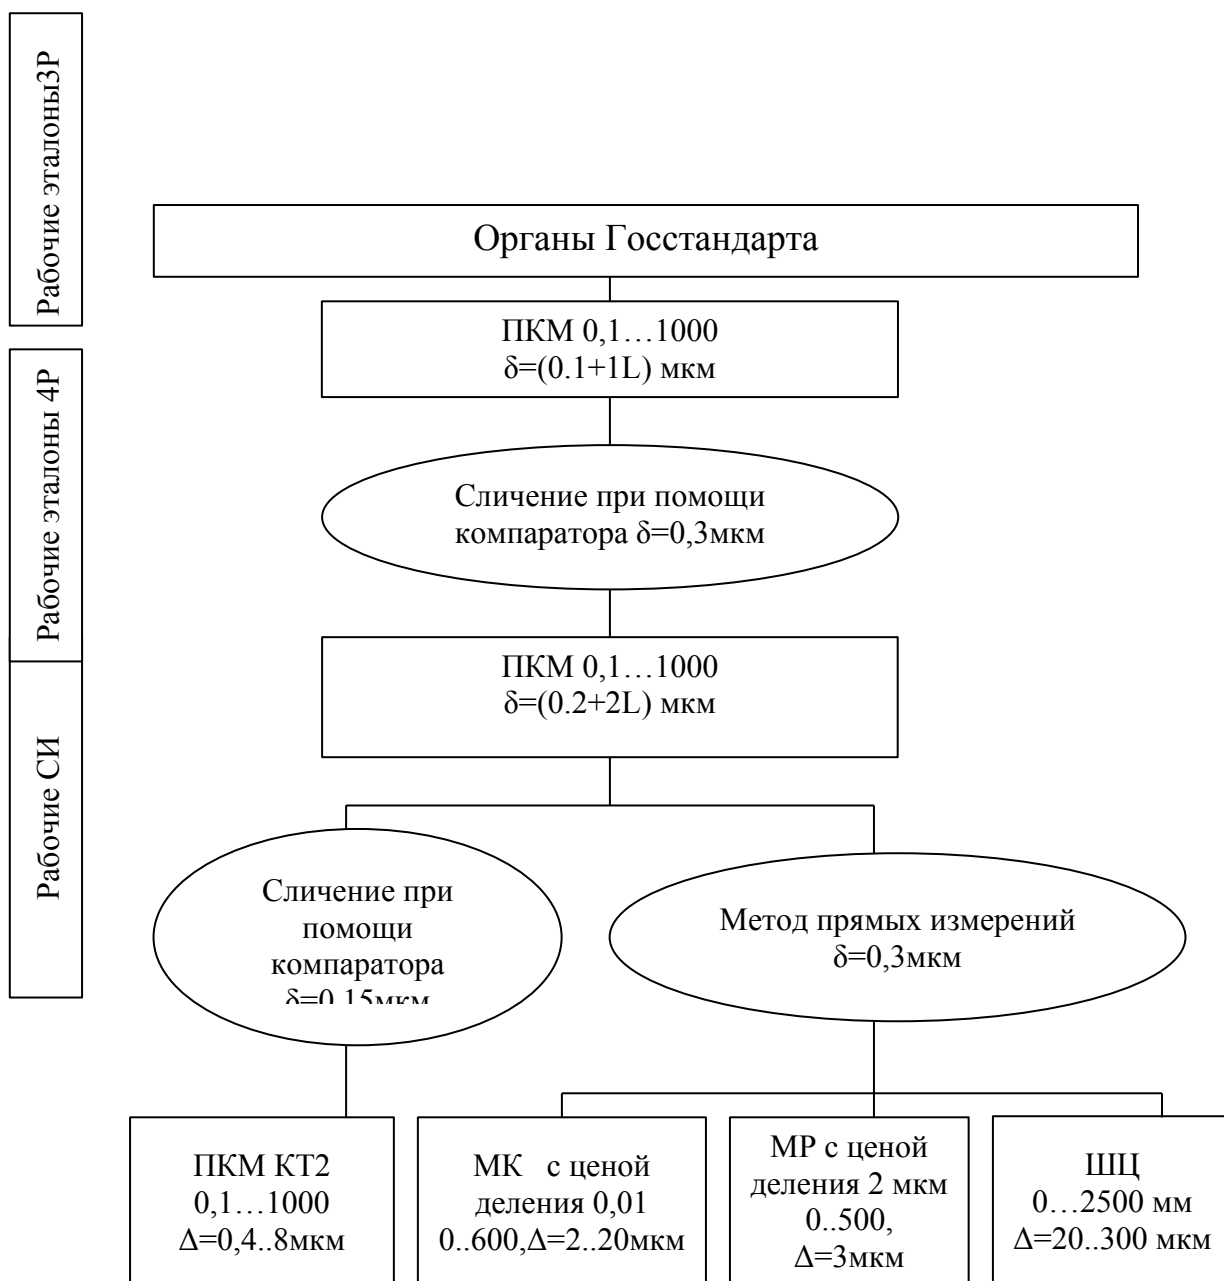 Рабочие эталоны3Р
Органы Госстандарта
ПКМ 0,1…1000
δ=(0.1+1L) мкм
Рабочие эталоны 4Р
Сличение при помощи
компаратора δ=0,3мкм
ПКМ 0,1…1000
δ=(0.2+2L) мкм
Рабочие СИ
Сличение при
помощи
компаратора
δ=0,15мкм
Метод прямых измерений
δ=0,3мкм
ПКМ КТ2
0,1…1000
Δ=0,4..8мкм
МК с ценой
деления 0,01
0..600,Δ=2..20мкм
МР с ценой
деления 2 мкм
0..500,
Δ=3мкм
ШЦ
0…2500 мм
Δ=20..300 мкм